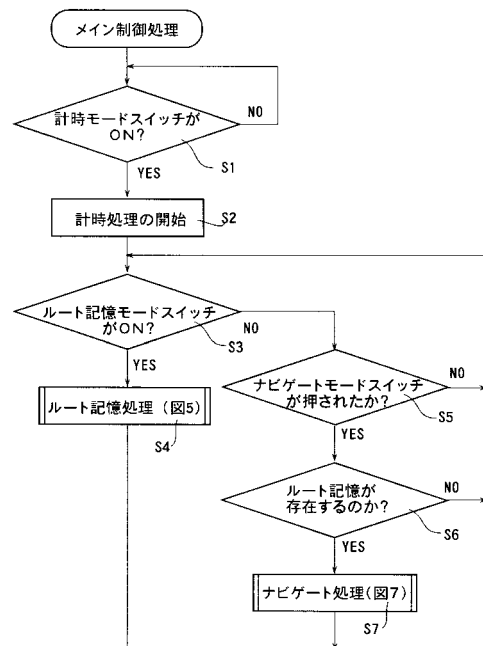 メイン制御処理
計時モードスイッチが
ON?
NO
S1
YES
計時処理の開始
S2
ルート記憶モードスイッチ
がON?
NO
S3
YES
ルート記憶処理(図5)
S4
ナビゲートモードスイッチ
が押されたか?
NO
S5
YES
ルート記憶が
存在するのか?
NO
S6
YES
ナビゲート処理(図7)
S7